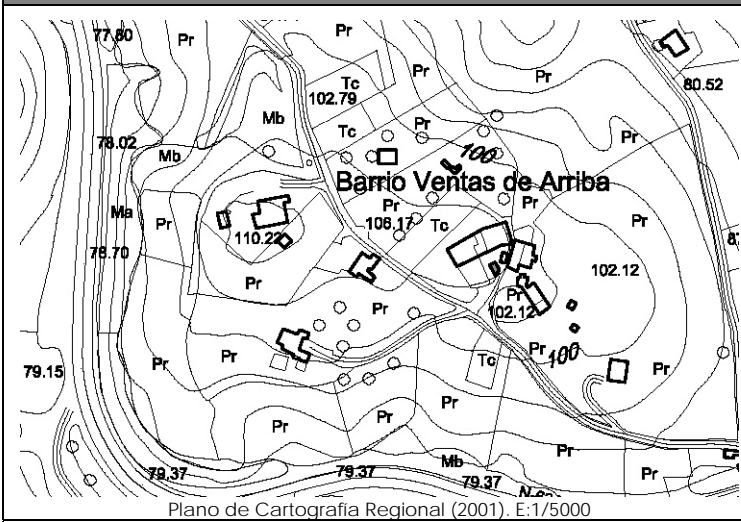 77.80
Pr
Pr
Tc
102.79
Pr
80.52
Mb
Tc
Pr
Pr
78.02
Mb
100
Barrio Ventas de Arriba
Ma
Pr
Pr
106.17
Tc
Pr
Pr
78.70
110.22
102.12
Pr
Pr
Pr
102.12
79.15
Pr
Pr
Tc
Pr
100
Pr
Pr
Pr
Pr
Pr
79.37
79.37
Mb
79.37
Pr
Plano de Cartografía Regional (2001). E:1/5000